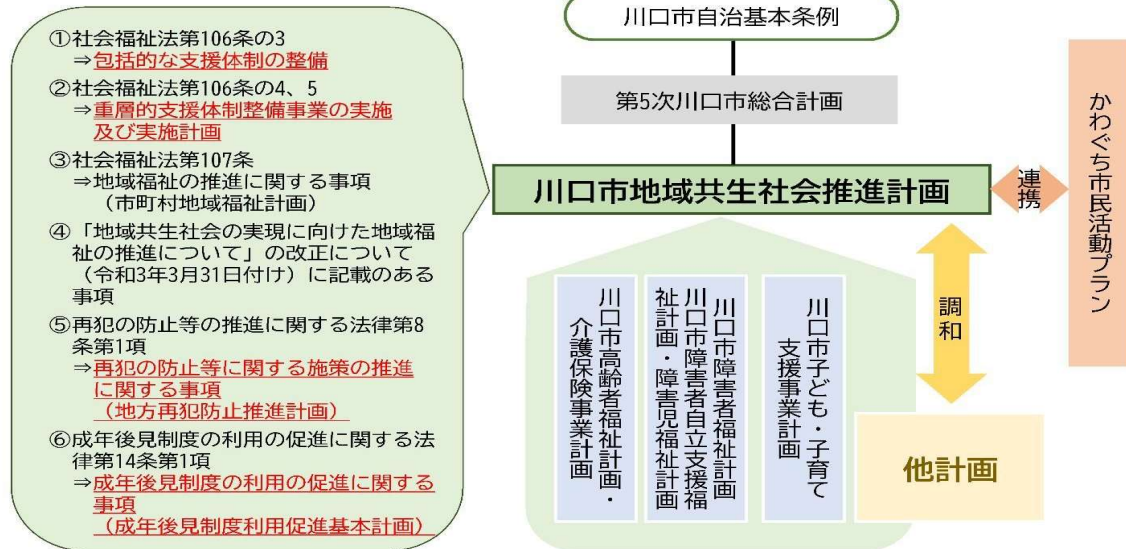 ①社会福祉法第106条の3
⇒包括的な支援体制の整備
②社会福祉法第106条の4、5
⇒重層的支援体制整備事業の実施
及び実施計画
③社会福祉法第107条
⇒地域福祉の推進に関する事項
（市町村地域福祉計画）
④「地域共生社会の実現に向けた地域福
祉の推進について」の改正について
（令和3年3月31日付け）に記載のある
事項
⑤再犯の防止等の推進に関する法律第8
条第1項
⇒再犯の防止等に関する施策の推進
に関する事項
（地方再犯防止推進計画）
⑥成年後見制度の利用の促進に関する法
律第14条第1項
⇒成年後見制度の利用の促進に関する
事項
（成年後見制度利用促進基本計画）
川口市自治基本条例
第5次川口市総合計画
川口市地域共生社会推進計画
連携
かわぐち市民活動プラン
調和
川口市高齢者福祉計画・
介護保険事業計画
川口市障害者福祉計画
川口市障害者自立支援福
祉計画・障害児福祉計画
川口市子ども・子育て
支援事業計画
他計画